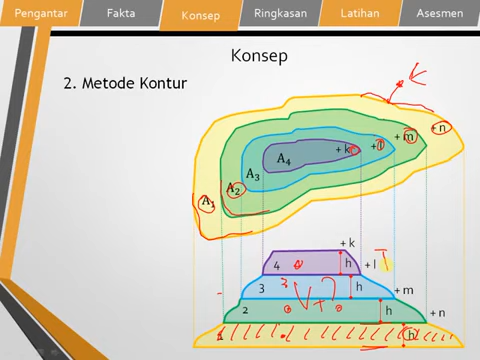 Pengantar Fakta Konsep Ringkasan Latihan Asesmen
Konsep
2. Metode Kontur
+ n
+ m
+ k + l
A₄
A₃
A₂
A₁
+ k
4 h + l
3 h + m
2 h + n
1 h